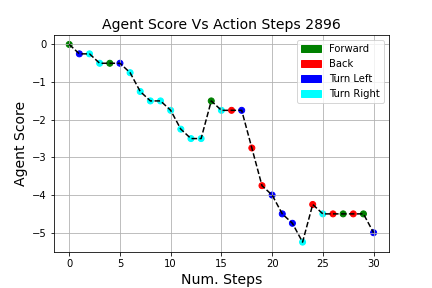 Agent Score Vs Action Steps 2896
Agent Score
0
−1
−2
−3
−4
−5
Forward
Back
Turn Left
Turn Right
0 5 10 15 20 25 30
Num. Steps